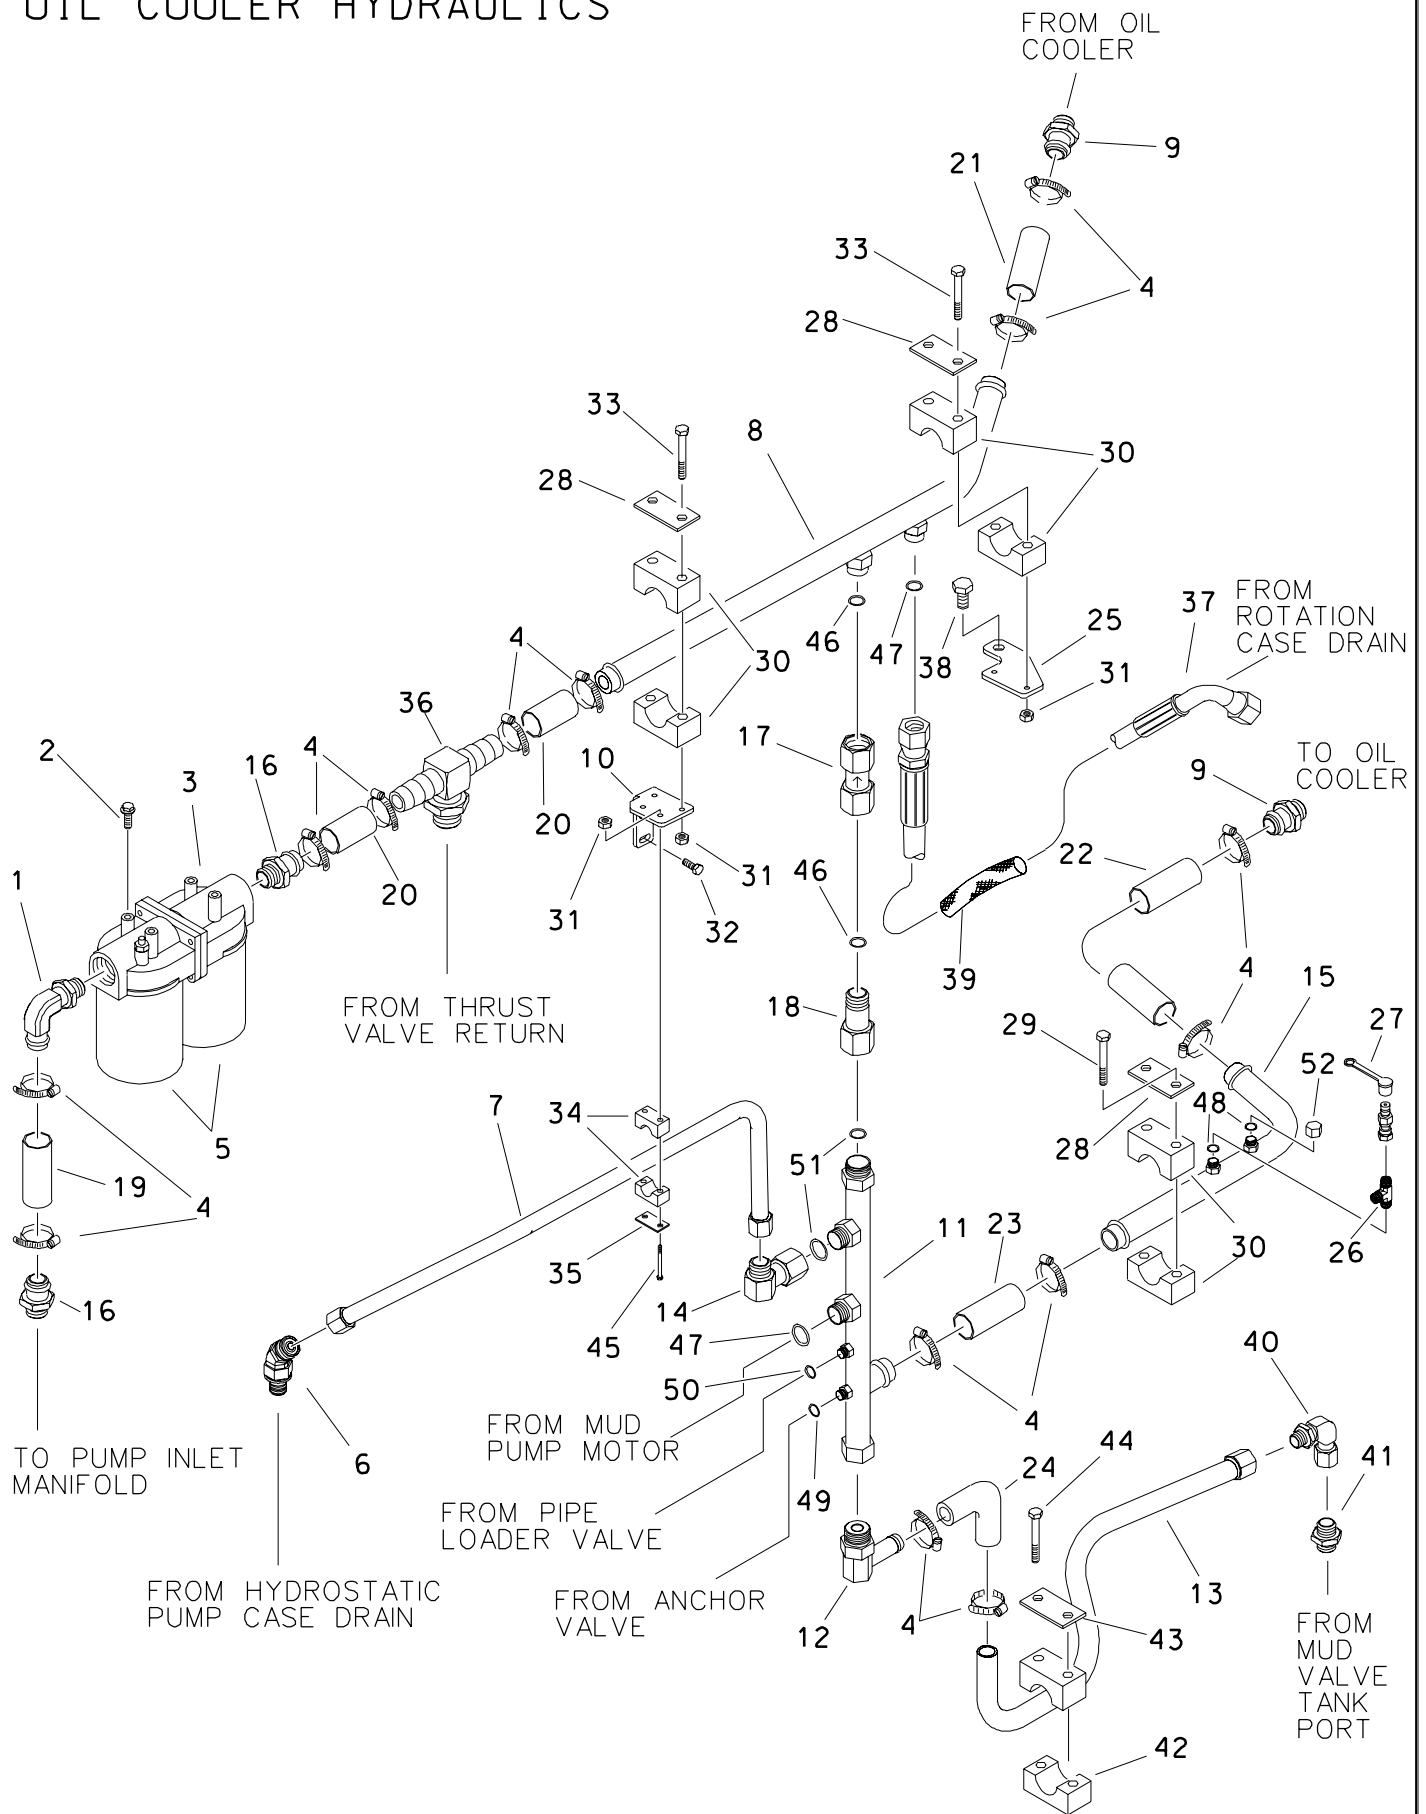 OIL COOLER HYDRAULICS
FROM OIL
COOLER
9
21
33
4
28
33
8
30
28
FROM
ROTATION
CASE DRAIN
37
25
46
47
38
4
30
31
36
17
TO OIL
COOLER
2
4
16
10
9
3
20
22
1
20
31
46
31
32
39
4
15
FROM THRUST
VALVE RETURN
18
29
27
52
7
34
48
5
51
28
19
4
11
23
26
30
35
14
16
45
47
40
50
FROM MUD
PUMP MOTOR
4
44
TO PUMP INLET
MANIFOLD
6
41
24
49
FROM PIPE
LOADER VALVE
FROM HYDROSTATIC
PUMP CASE DRAIN
FROM ANCHOR
VALVE
13
12
4
43
FROM
MUD
VALVE
TANK
PORT
42